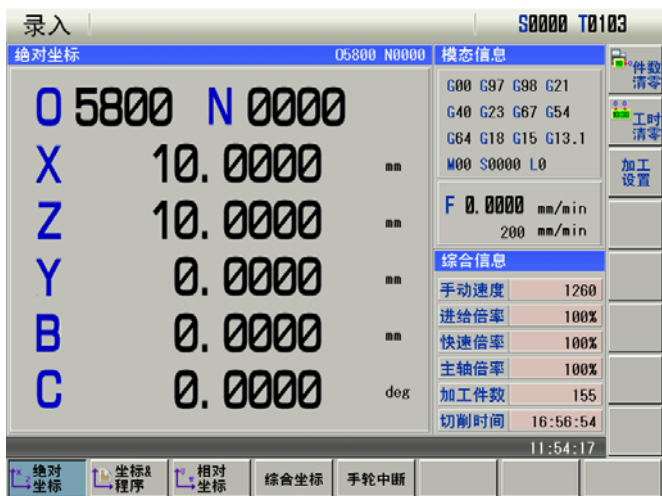 录入 S0000 T0103
绝对坐标 O5800 N0000
O 5800 N 0000
X 10.0000 mm
Z 10.0000 mm
Y 0.0000 mm
B 0.0000 mm
C 0.0000 deg
模态信息
G00 G97 G98 G21
G40 G23 G67 G54
G64 G18 G15 G13.1
M00 S0000 L0
F 0.0000 mm/min
200 mm/min
综合信息
手动速度 1260
进给倍率 100%
快速倍率 100%
主轴倍率 100%
加工件数 155
切削时间 16:56:54
11:54:17
件数
清零
工时
清零
加工
设置
绝对
坐标
坐标&
程序
相对
坐标
综合坐标
手轮中断